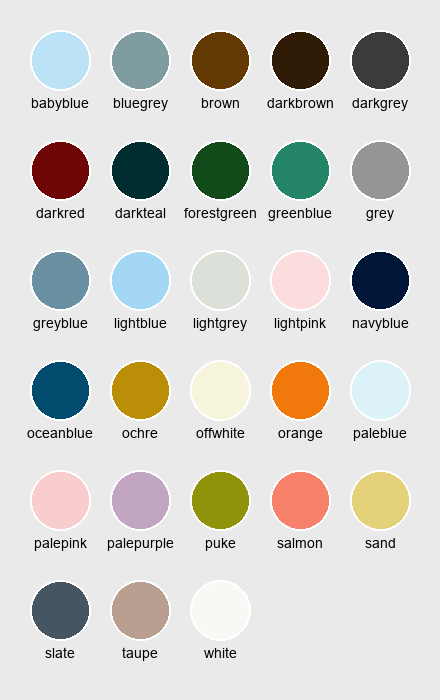 babyblue bluegrey brown darkbrown darkgrey
darkred darkteal forestgreen greenblue grey
greyblue lightblue lightgrey lightpink navyblue
oceanblue ochre offwhite orange paleblue
palepink palepurple puke salmon sand
slate taupe white